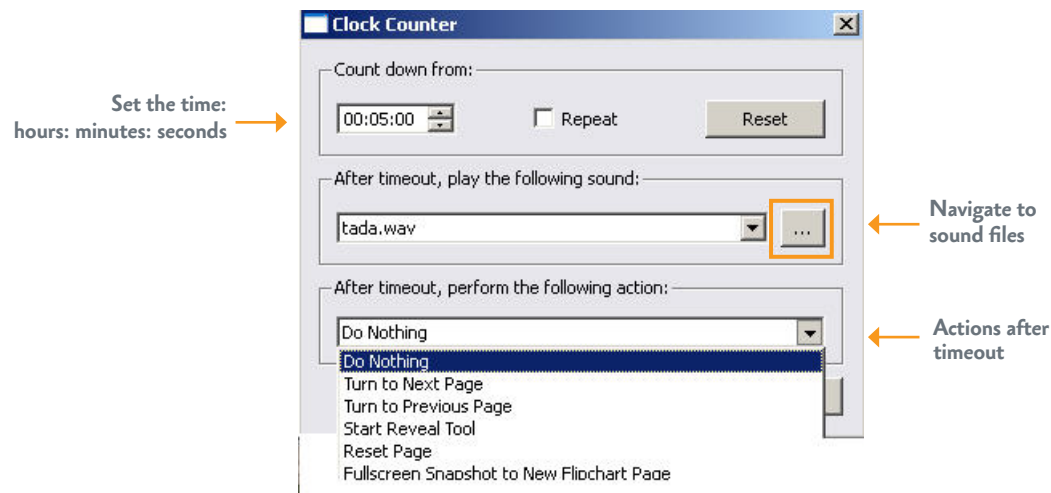 Clock Counter
Count down from:
Set the time:
hours: minutes: seconds
00:05:00
Repeat
Reset
After timeout, play the following sound:
tada.wav
...
Navigate to
sound files
After timeout, perform the following action:
Do Nothing
Actions after
timeout
Do Nothing
Turn to Next Page
Turn to Previous Page
Start Reveal Tool
Reset Page
Fullscreen Snapshot to New Flipchart Page